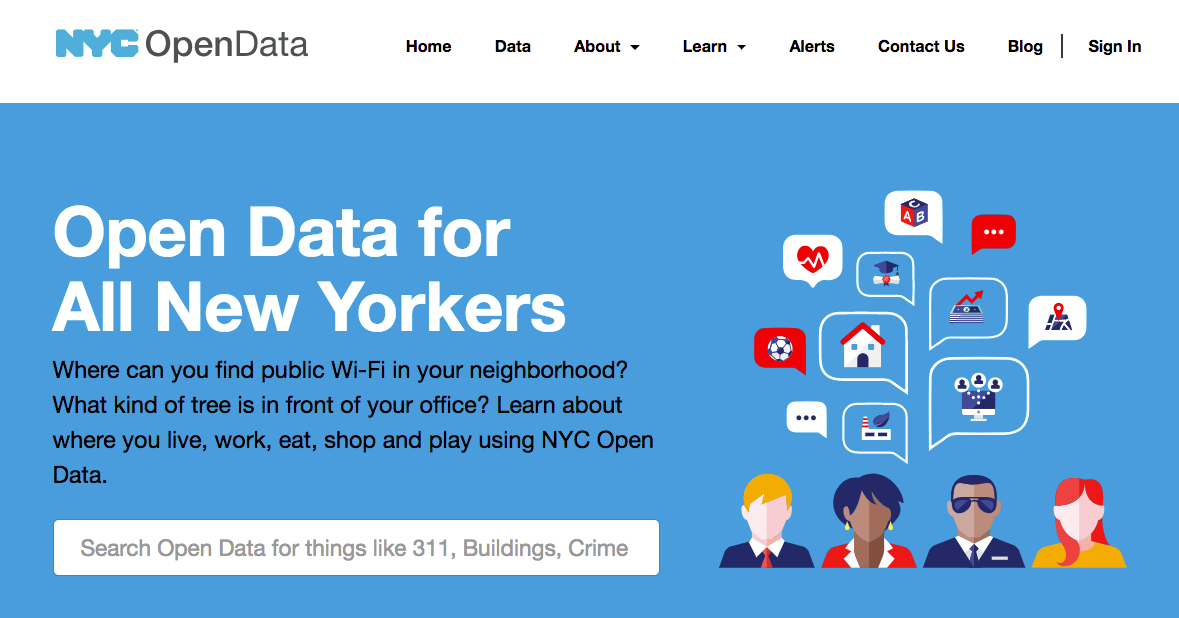 NYC OpenData
Home Data About Learn Alerts Contact Us Blog Sign In
Open Data for
All New Yorkers
Where can you find public Wi-Fi in your neighborhood?
What kind of tree is in front of your office? Learn about
where you live, work, eat, shop and play using NYC Open
Data.
Search Open Data for things like 311, Buildings, Crime
C
A B